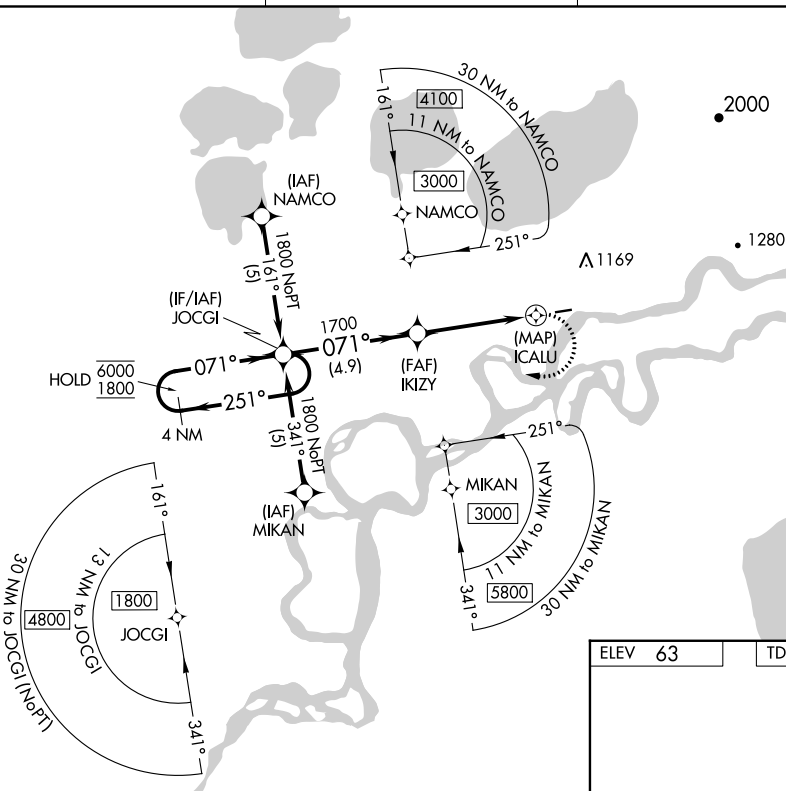 2000
30 NM to NAMCO
4100
161°
11 NM to NAMCO
3000
NAMCO
251°
1280
1169
(IAF)
NAMCO
1800 NoPT
161°
(5)
(IF/IAF)
JOCGI
1700
071°
(4.9)
(MAP)
ICALU
(FAF)
IKIZY
HOLD 6000
1800
071°
251°
4 NM
1800 NoPT
341°
(5)
(IAF)
MIKAN
251°
MIKAN
3000
11 NM to MIKAN
5800
30 NM to MIKAN
341°
161°
13 NM to JOCGI
1800
4800
JOCGI
30 NM to JOCGI (NoPT)
341°
ELEV 63
TD